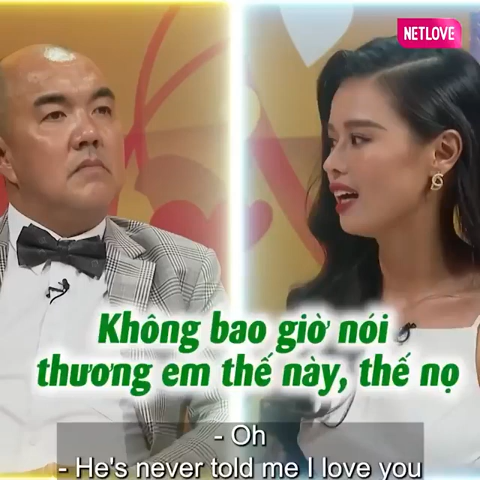 NETLOVE
Không bao giờ nói
thương em thế này, thế nọ
- Oh
- He's never told me I love you